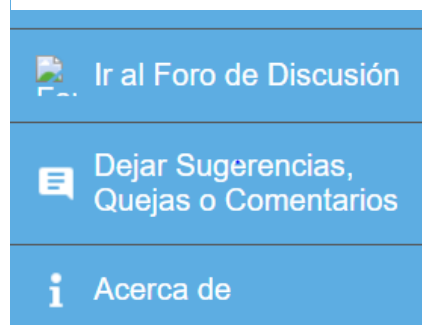 Ir al Foro de Discusión
Dejar Sugerencias,
Quejas o Comentarios
Acerca de